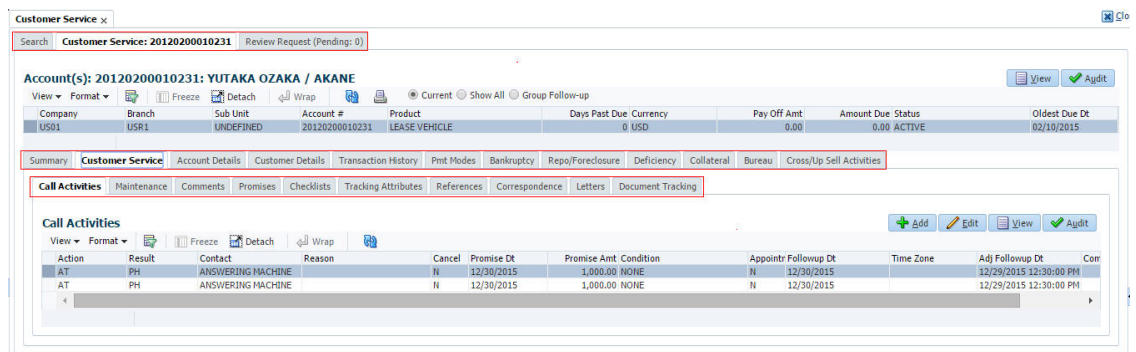 Customer Service × Clo
Search Customer Service: 20120200010231 Review Request (Pending: 0)
Account(s): 20120200010231: YUTAKA OZAKA / AKANE View Audit
View Format Freeze Detach Wrap Current Show All Group Follow-up
Company Branch Sub Unit Account # Product Days Past Due Currency Pay Off Amt Amount Due Status Oldest Due Dt
US01 USR1 UNDEFINED 20120200010231 LEASE VEHICLE 0 USD 0.00 0.00 ACTIVE 02/10/2015
Summary Customer Service Account Details Customer Details Transaction History Pmt Modes Bankruptcy Repo/Foreclosure Deficiency Collateral Bureau Cross/Up Sell Activities
Call Activities Maintenance Comments Promises Checklists Tracking Attributes References Correspondence Letters Document Tracking
Call Activities Add Edit View Audit
View Format Freeze Detach Wrap
Action Result Contact Reason Cancel Promise Dt Promise Amt Condition Appointr Followup Dt Time Zone Adj Followup Dt Com
AT PH ANSWERING MACHINE N 12/30/2015 1,000.00 NONE N 12/30/2015 12/29/2015 12:30:00 PM
AT PH ANSWERING MACHINE N 12/30/2015 1,000.00 NONE N 12/30/2015 12/29/2015 12:30:00 PM